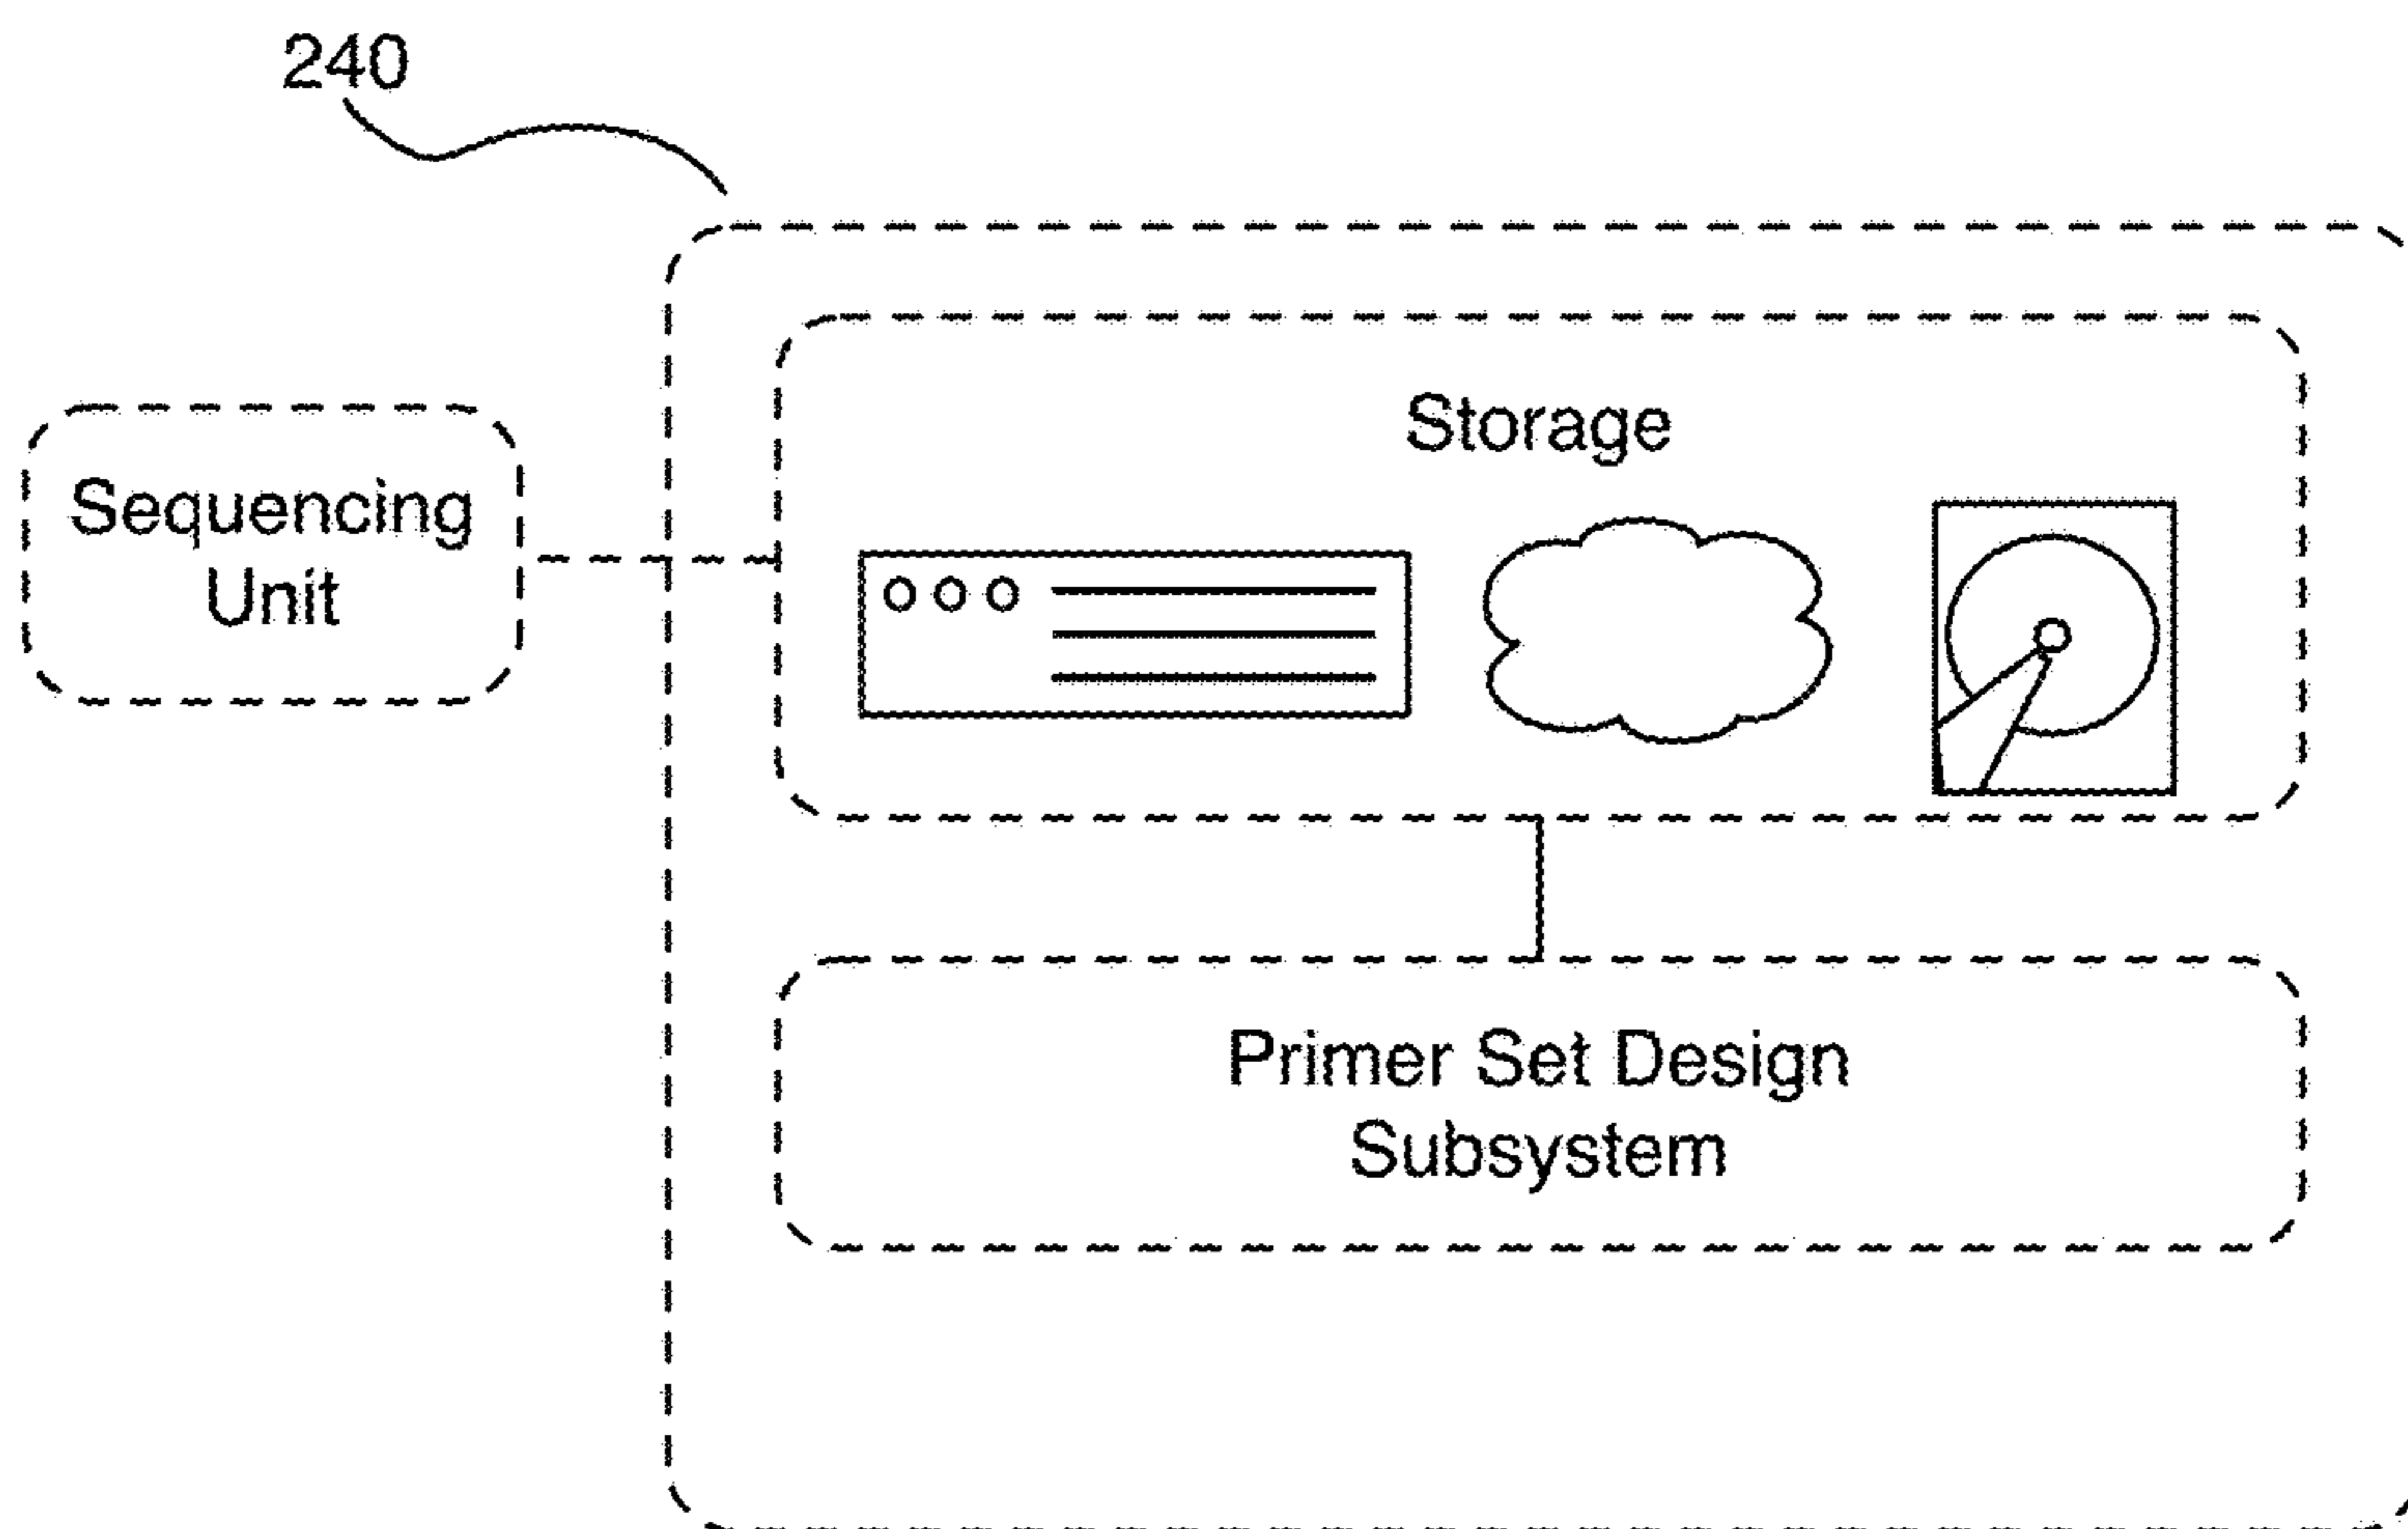 240
Storage
Sequencing
Unit
Primer Set Design
Subsystem